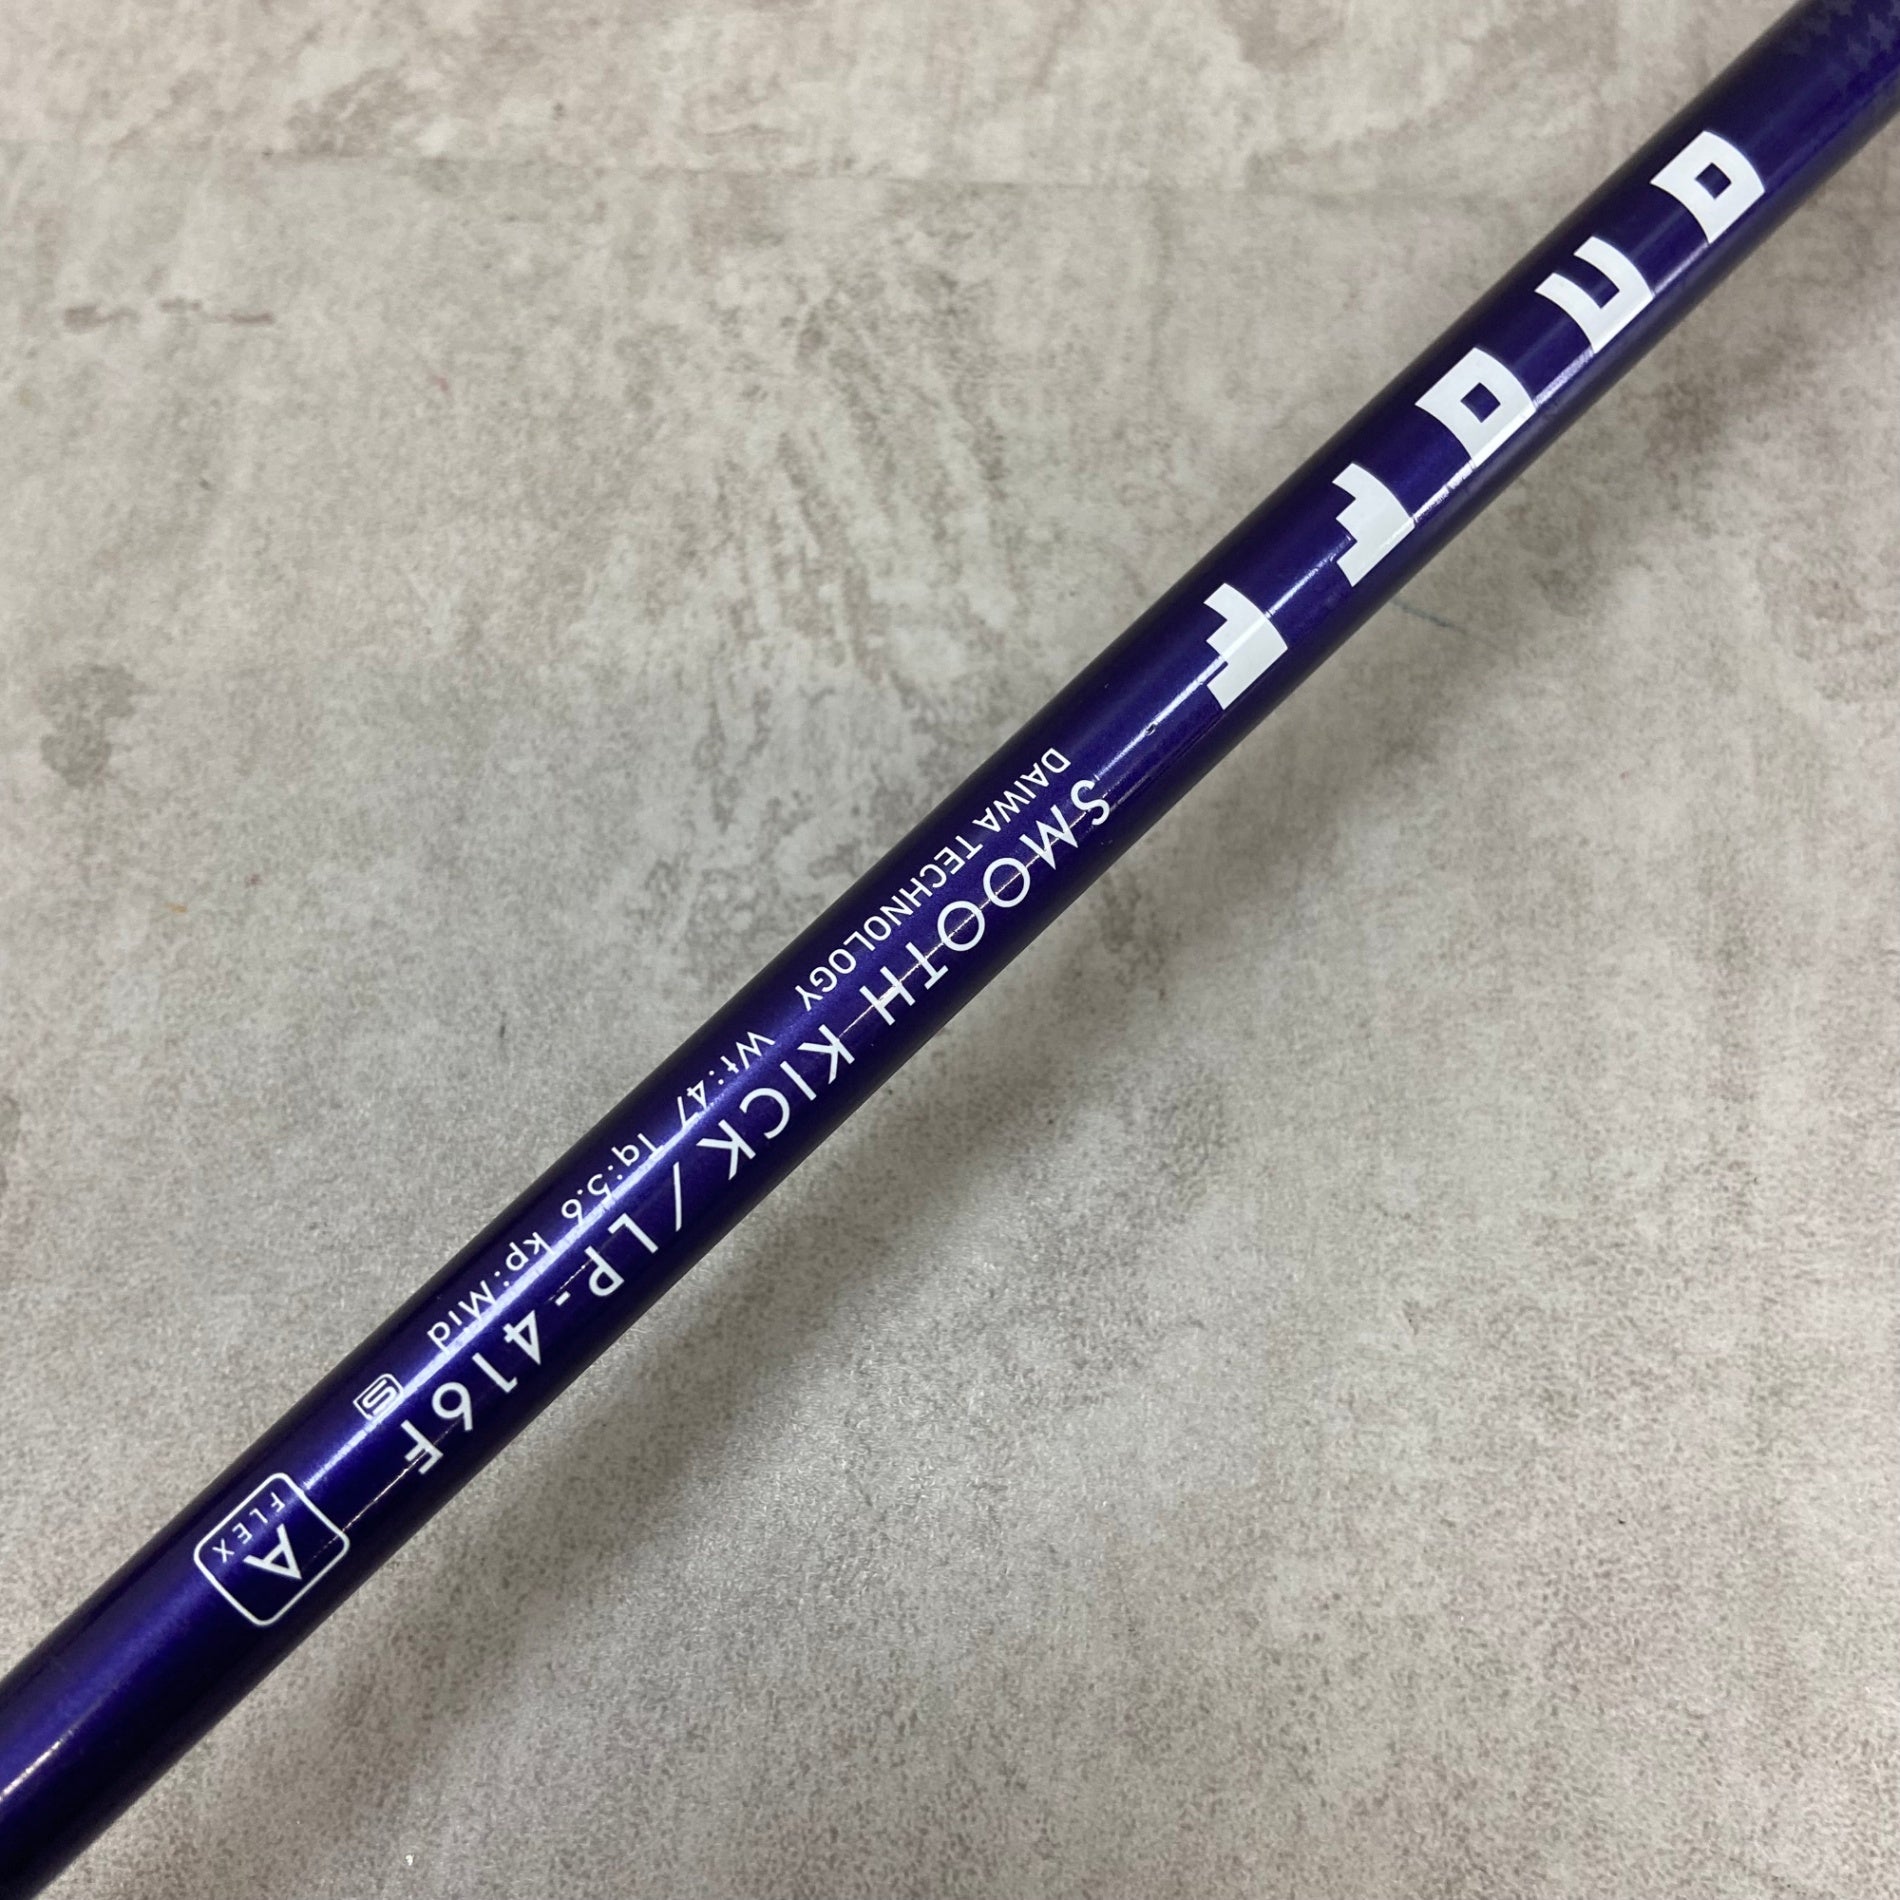 ONOFF
SMOOTH KICK / LP-416F
DAIWA TECHNOLOGY Wt:47 Tq:5.6 kp:Mid S
A
FLEX